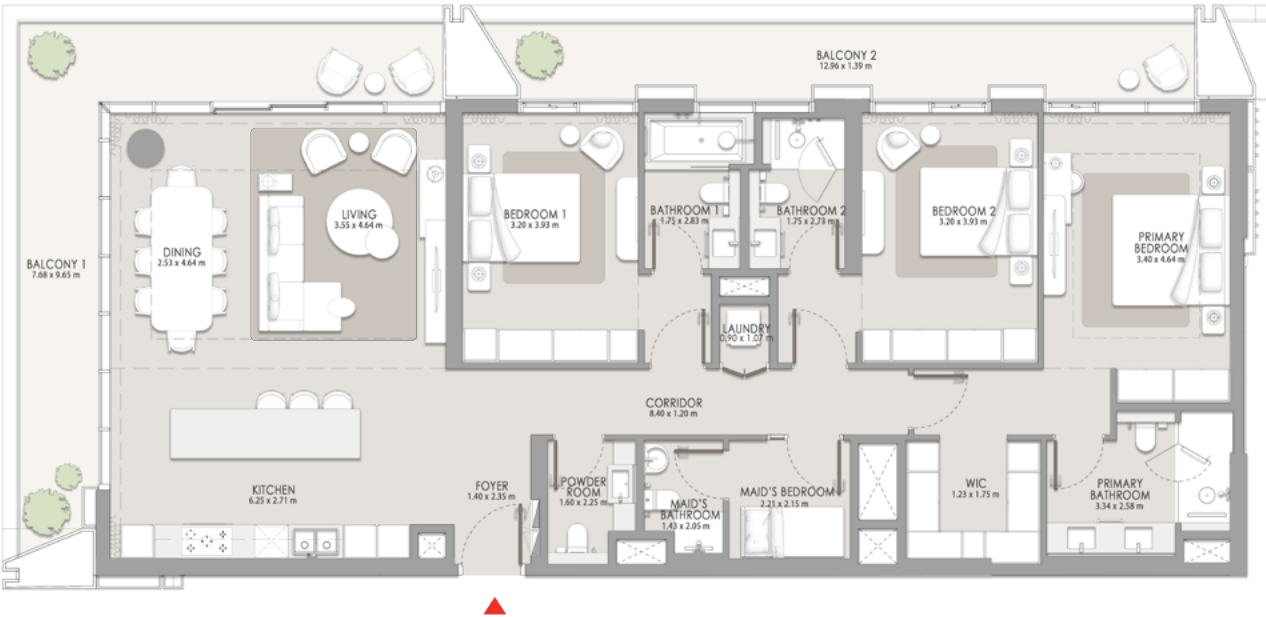 BALCONY 2
12.96 x 1.39 m
BALCONY 1
7.68 x 9.65 m
DINING
2.53 x 4.64 m
LIVING
3.55 x 4.64 m
BEDROOM 1
3.20 x 3.93 m
BATHROOM 1
1.75 x 2.83 m
BATHROOM 2
1.75 x 2.73 m
BEDROOM 2
3.20 x 3.93 m
PRIMARY
BEDROOM
3.40 x 4.64 m
LAUNDRY
0.90 x 1.07 m
CORRIDOR
8.40 x 1.20 m
KITCHEN
6.25 x 2.71 m
FOYER
1.40 x 2.35 m
POWDER
ROOM
1.60 x 2.25 m
MAID'S
BATHROOM
1.43 x 2.05 m
MAID'S BEDROOM
2.21 x 2.15 m
WIC
1.23 x 1.75 m
PRIMARY
BATHROOM
3.34 x 2.58 m